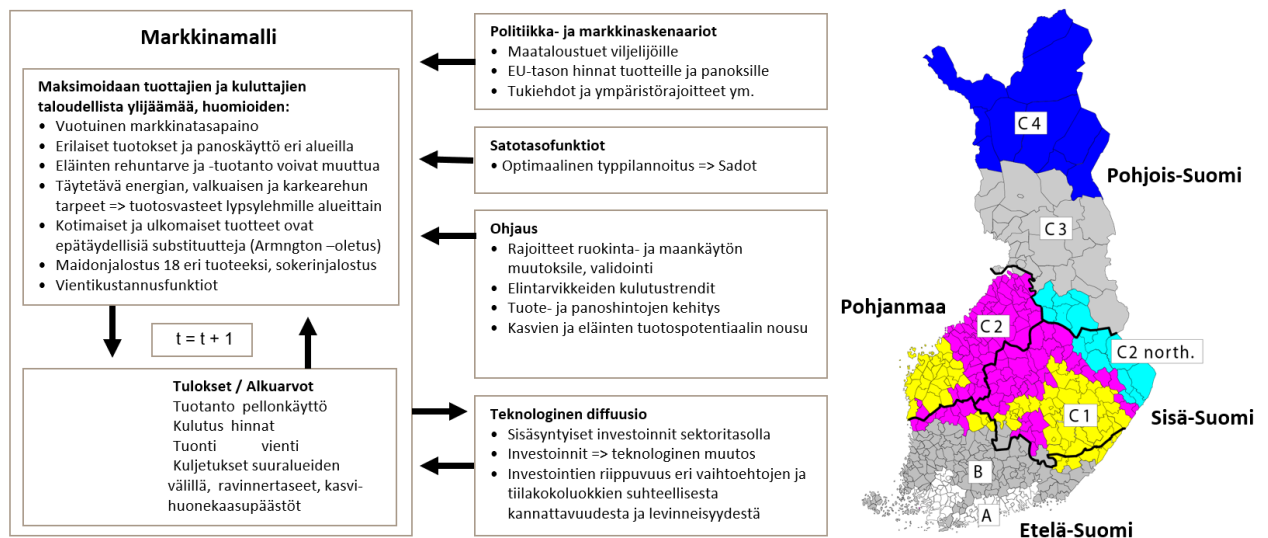 Markkinamalli
Maksimoidaan tuottajien ja kuluttajien
taloudellista ylijäämää, huomioiden:
• Vuotuinen markkinatasapaino
• Erilaiset tuotokset ja panoskäyttö eri alueilla
• Eläinten rehuntarve ja -tuotanto voivat muuttua
• Täytetävä energian, valkuaisen ja karkearehun
tarpeet => tuotosvasteet lypsylehmille alueittain
• Kotimaiset ja ulkomaiset tuotteet ovat
epätäydellisiä substituutteja (Armngton –oletus)
• Maidonjalostus 18 eri tuoteeksi, sokerinjalostus
• Vientikustannusfunktiot
t = t + 1
Tulokset / Alkuarvot
Tuotanto pellonkäyttö
Kulutus hinnat
Tuonti vienti
Kuljetukset suuralueiden
välillä, ravinnertaseet, kasvi-
huonekaasupäästöt
Politiikka- ja markkinaskenaariot
• Maataloustuet viljelijöille
• EU-tason hinnat tuotteille ja panoksille
• Tukiehdot ja ympäristörajoitteet ym.
Satotasofunktiot
• Optimaalinen typpilannoitus => Sadot
Ohjaus
• Rajoitteet ruokinta- ja maankäytön
muutoksile, validointi
• Elintarvikkeiden kulutustrendit
• Tuote- ja panoshintojen kehitys
• Kasvien ja eläinten tuotospotentiaalin nousu
Teknologinen diffuusio
• Sisäsyntyiset investoinnit sektoritasolla
• Investoinnit => teknologinen muutos
• Investointien riippuvuus eri vaihtoehtojen ja
tiilakokoluokkien suhteellisesta
kannattavuudesta ja levinneisyydestä
C4
Pohjois-Suomi
C3
Pohjanmaa
C2
C2 north.
C1
Sisä-Suomi
B
A
Etelä-Suomi